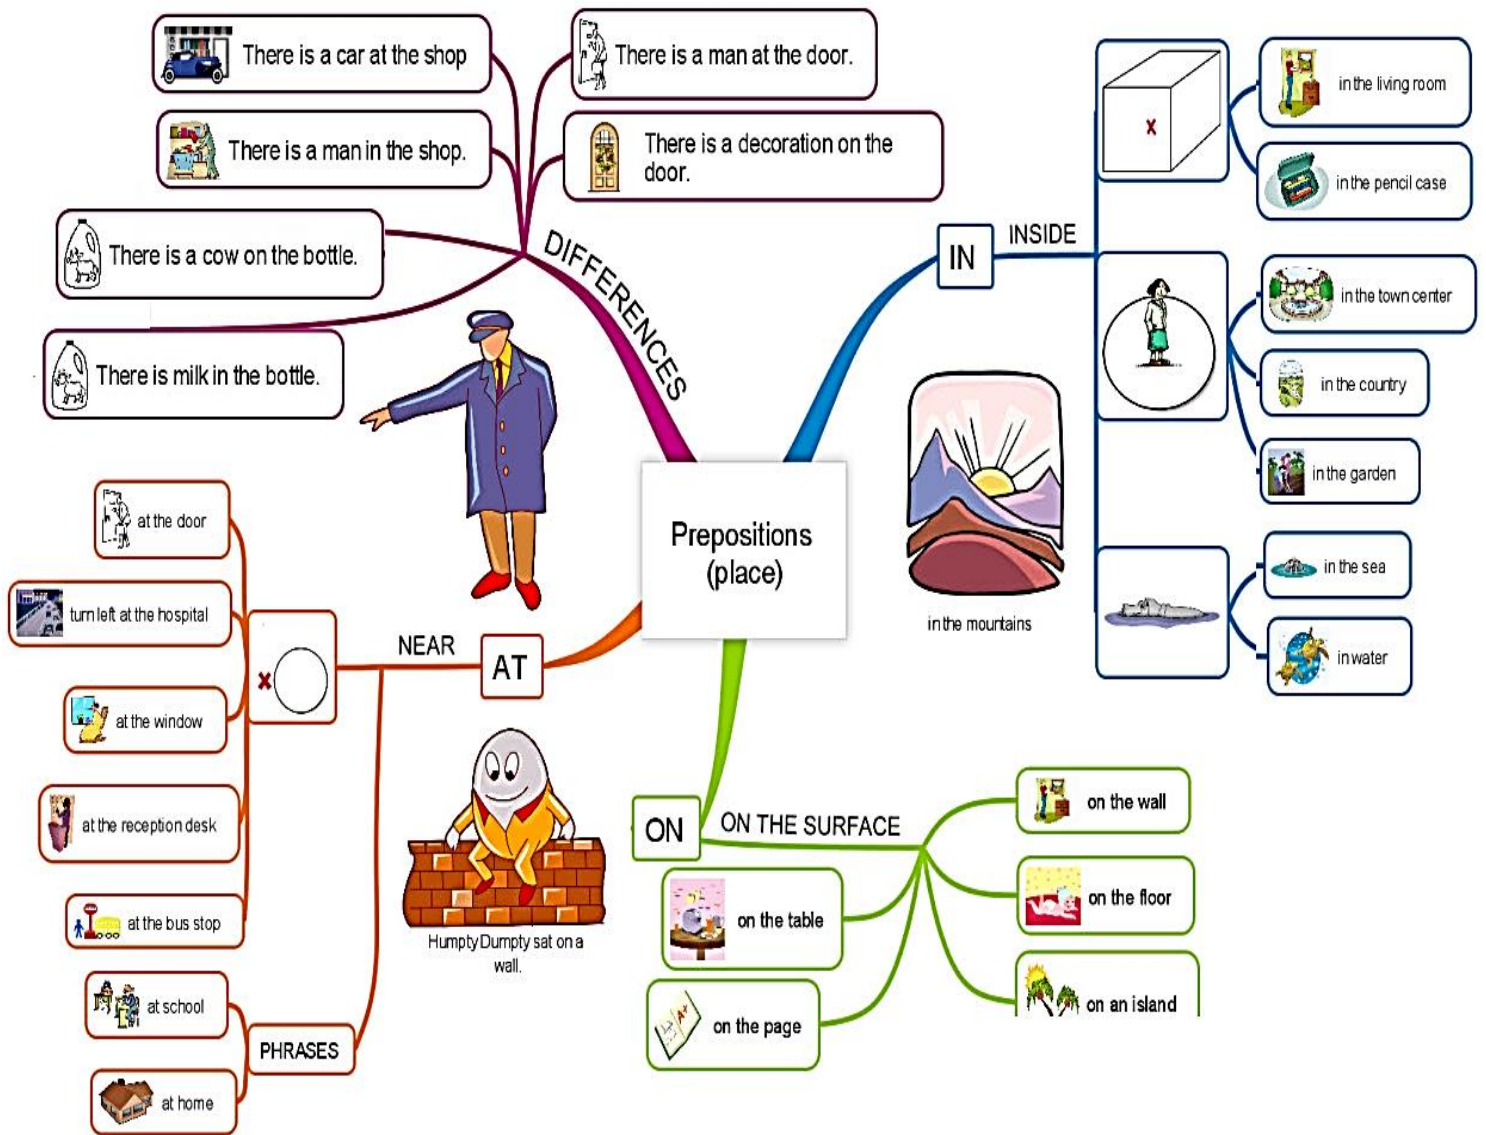 There is a car at the shop
There is a man at the door.
There is a man in the shop.
There is a decoration on the
door.
There is a cow on the bottle.
There is milk in the bottle.
DIFFERENCES
IN
INSIDE
in the living room
in the pencil case
in the town center
in the country
in the garden
in the sea
in water
in the mountains
Prepositions
(place)
AT
NEAR
at the door
turn left at the hospital
at the window
at the reception desk
at the bus stop
PHRASES
at school
at home
Humpty Dumpty sat on a
wall.
ON
ON THE SURFACE
on the wall
on the floor
on the table
on an island
on the page
A+